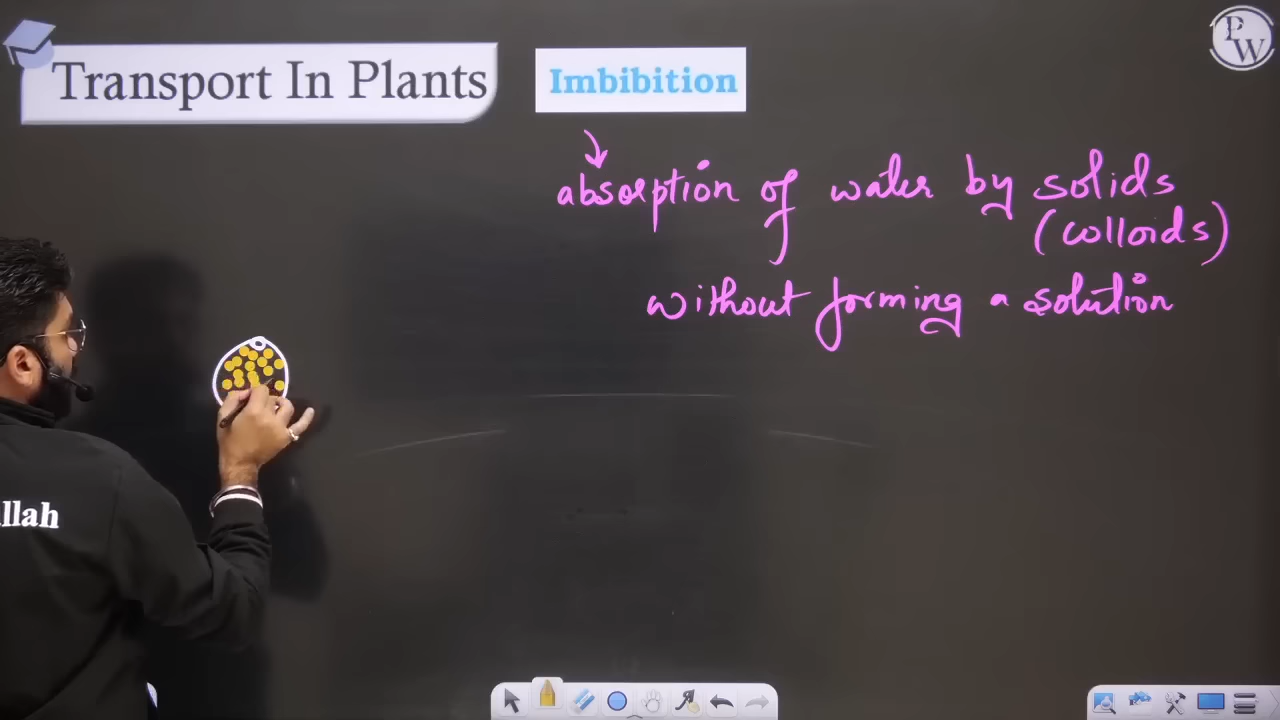 PW
Transport In Plants
Imbibition
absorption of water by solids
(colloids)
without forming a solution
llah